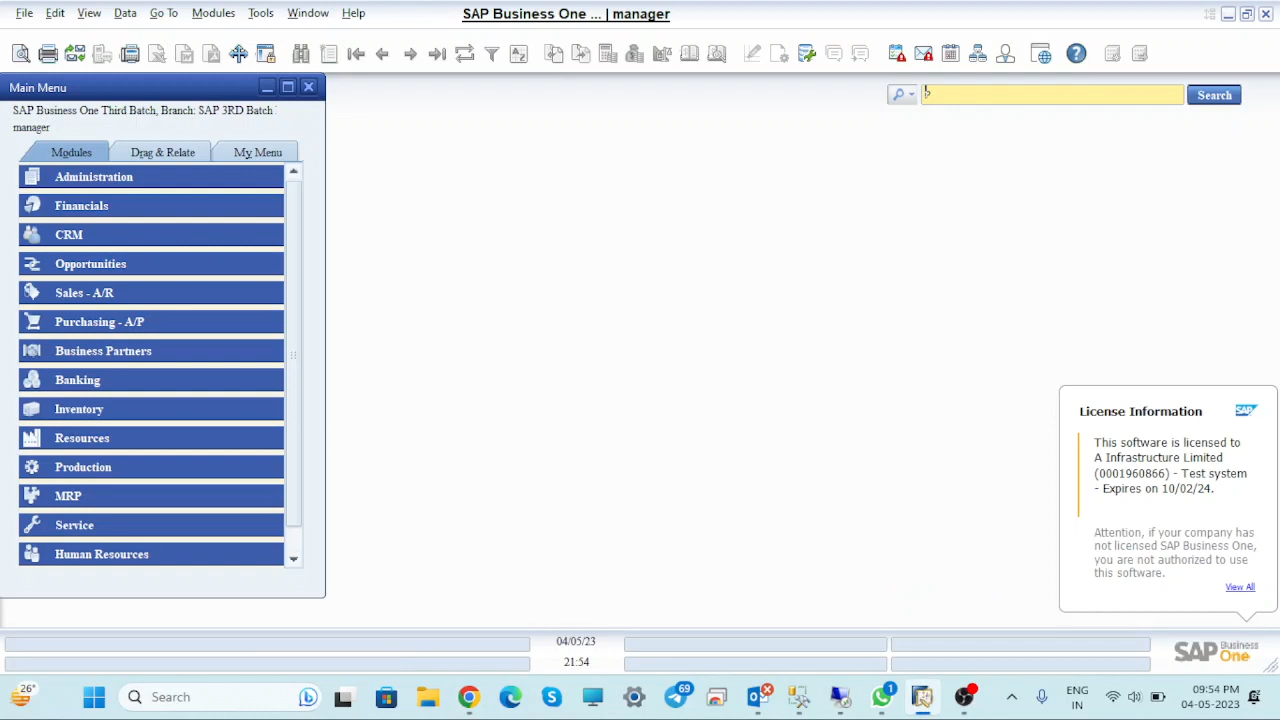 File Edit View Data Go To Modules Tools Window Help
SAP Business One ... | manager
Main Menu
SAP Business One Third Batch, Branch: SAP 3RD Batch
manager
Modules
Drag & Relate
My Menu
Administration
Financials
CRM
Opportunities
Sales - A/R
Purchasing - A/P
Business Partners
Banking
Inventory
Resources
Production
MRP
Service
Human Resources
Search
License Information
SAP
This software is licensed to
A Infrastructure Limited
(0001960866) - Test system
- Expires on 10/02/24.
Attention, if your company has
not licensed SAP Business One,
you are not authorized to use
this software.
View All
04/05/23
21:54
SAP Business
One
26°
Search
69
1
ENG
IN
09:54 PM
04-05-2023